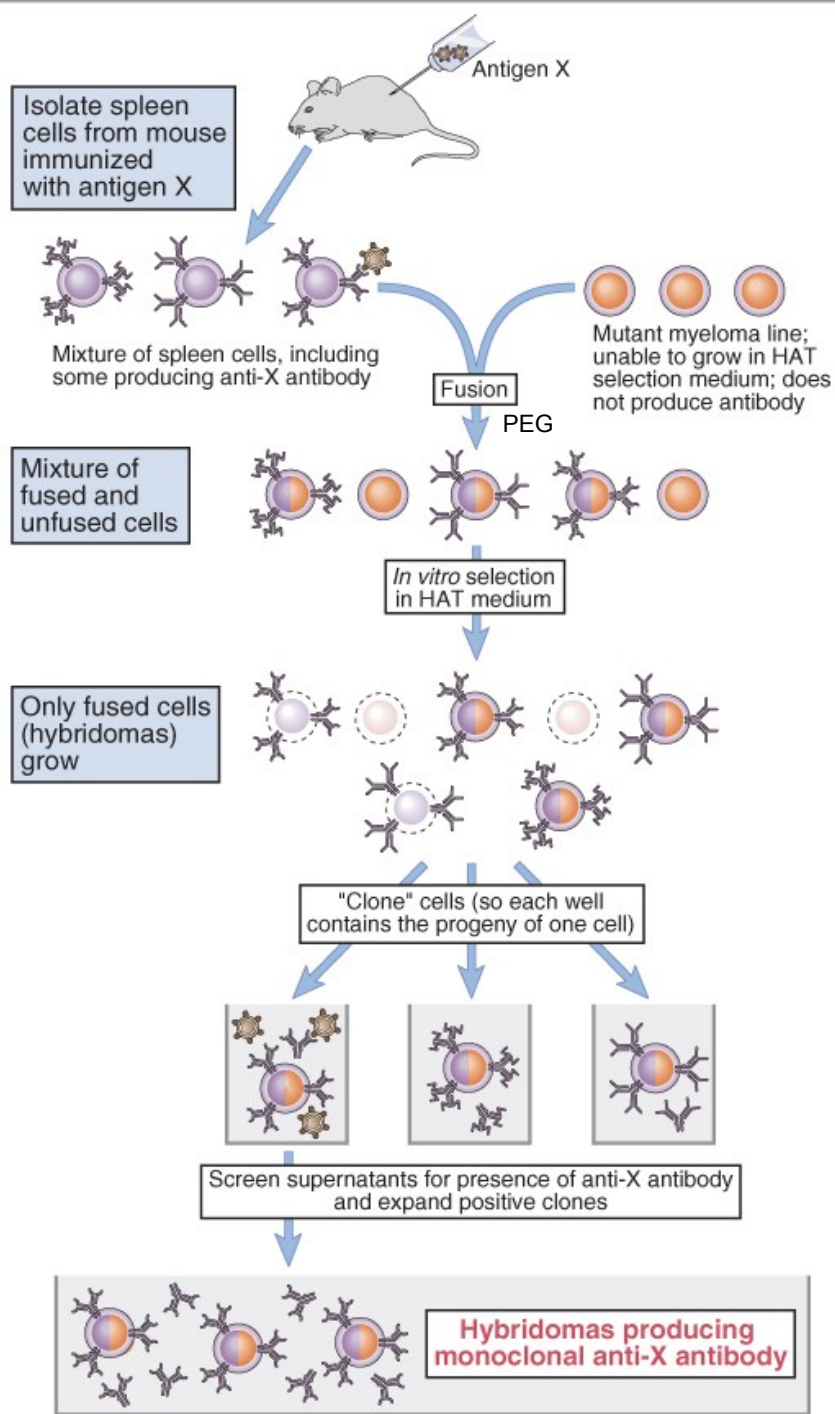 Antigen X
Isolate spleen
cells from mouse
immunized
with antigen X
Mixture of spleen cells, including
some producing anti-X antibody
Mutant myeloma line;
unable to grow in HAT
selection medium; does
not produce antibody
Fusion
PEG
Mixture of
fused and
unfused cells
In vitro selection
in HAT medium
Only fused cells
(hybridomas)
grow
"Clone" cells (so each well
contains the progeny of one cell)
Screen supernatants for presence of anti-X antibody
and expand positive clones
Hybridomas producing
monoclonal anti-X antibody